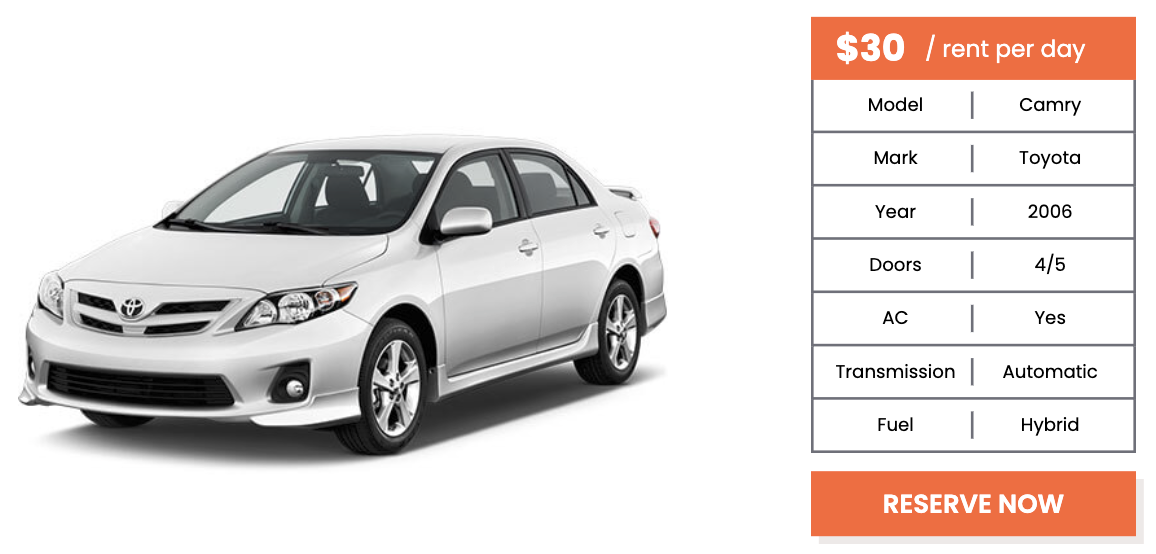 $30 / rent per day
Model | Camry
Mark | Toyota
Year | 2006
Doors | 4/5
AC | Yes
Transmission | Automatic
Fuel | Hybrid
RESERVE NOW